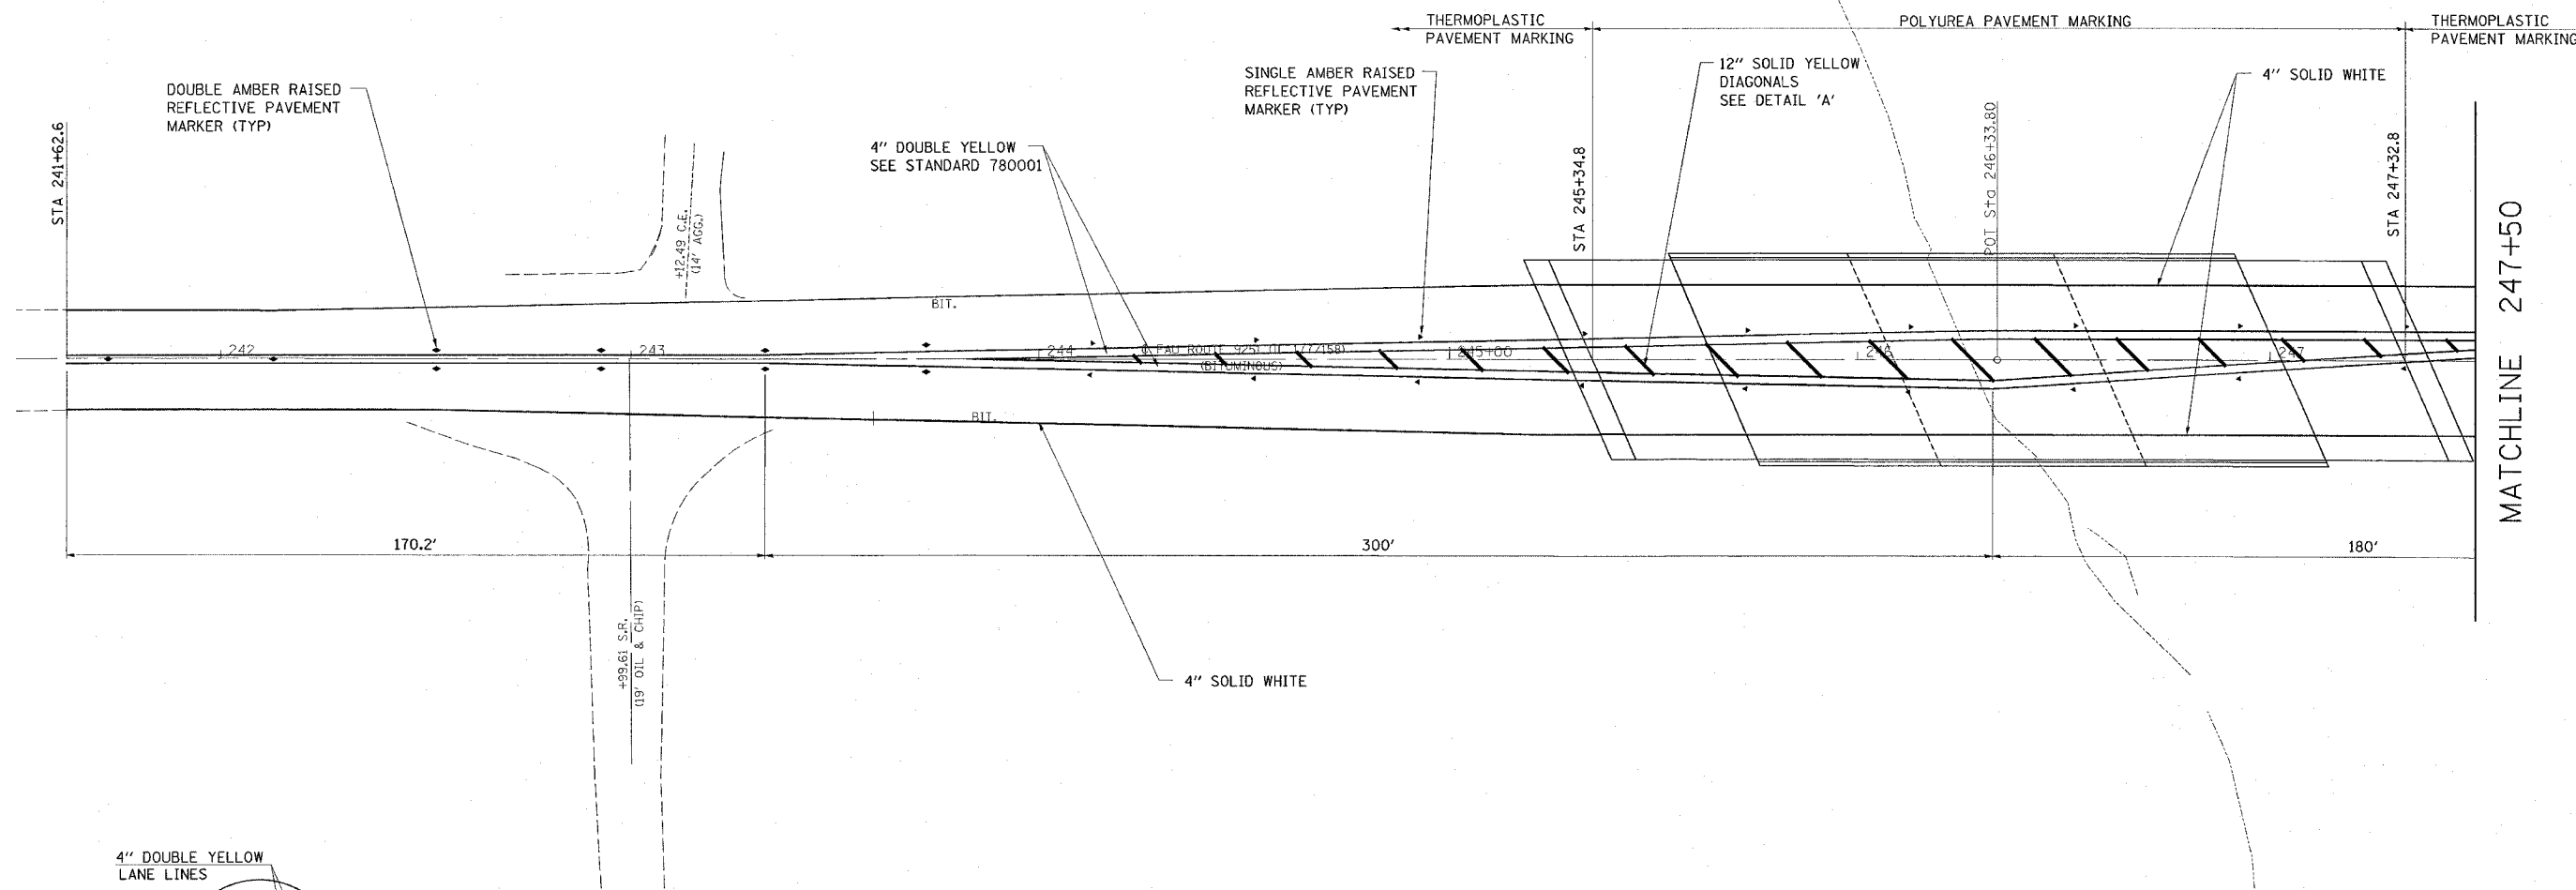 THERMOPLASTIC
PAVEMENT MARKING
POLYUREA PAVEMENT MARKING
THERMOPLASTIC
PAVEMENT MARKING
DOUBLE AMBER RAISED
REFLECTIVE PAVEMENT
MARKER (TYP)
SINGLE AMBER RAISED
REFLECTIVE PAVEMENT
MARKER (TYP)
12" SOLID YELLOW
DIAGONALS
SEE DETAIL 'A'
4" SOLID WHITE
4" DOUBLE YELLOW
SEE STANDARD 780001
STA 241+62.6
+12.49 C.E.
(14' AGG.)
STA 245+34.8
POT Sta 246+33.80
STA 247+32.8
MATCHLINE 247+50
BIT.
242
243
244
FAU ROUTE 9257
245+00
246
247
(BITUMINOUS)
BIT.
170.2'
300'
180'
+99.61 S.R.
(19' OIL & CHIP)
4" SOLID WHITE
4" DOUBLE YELLOW
LANE LINES